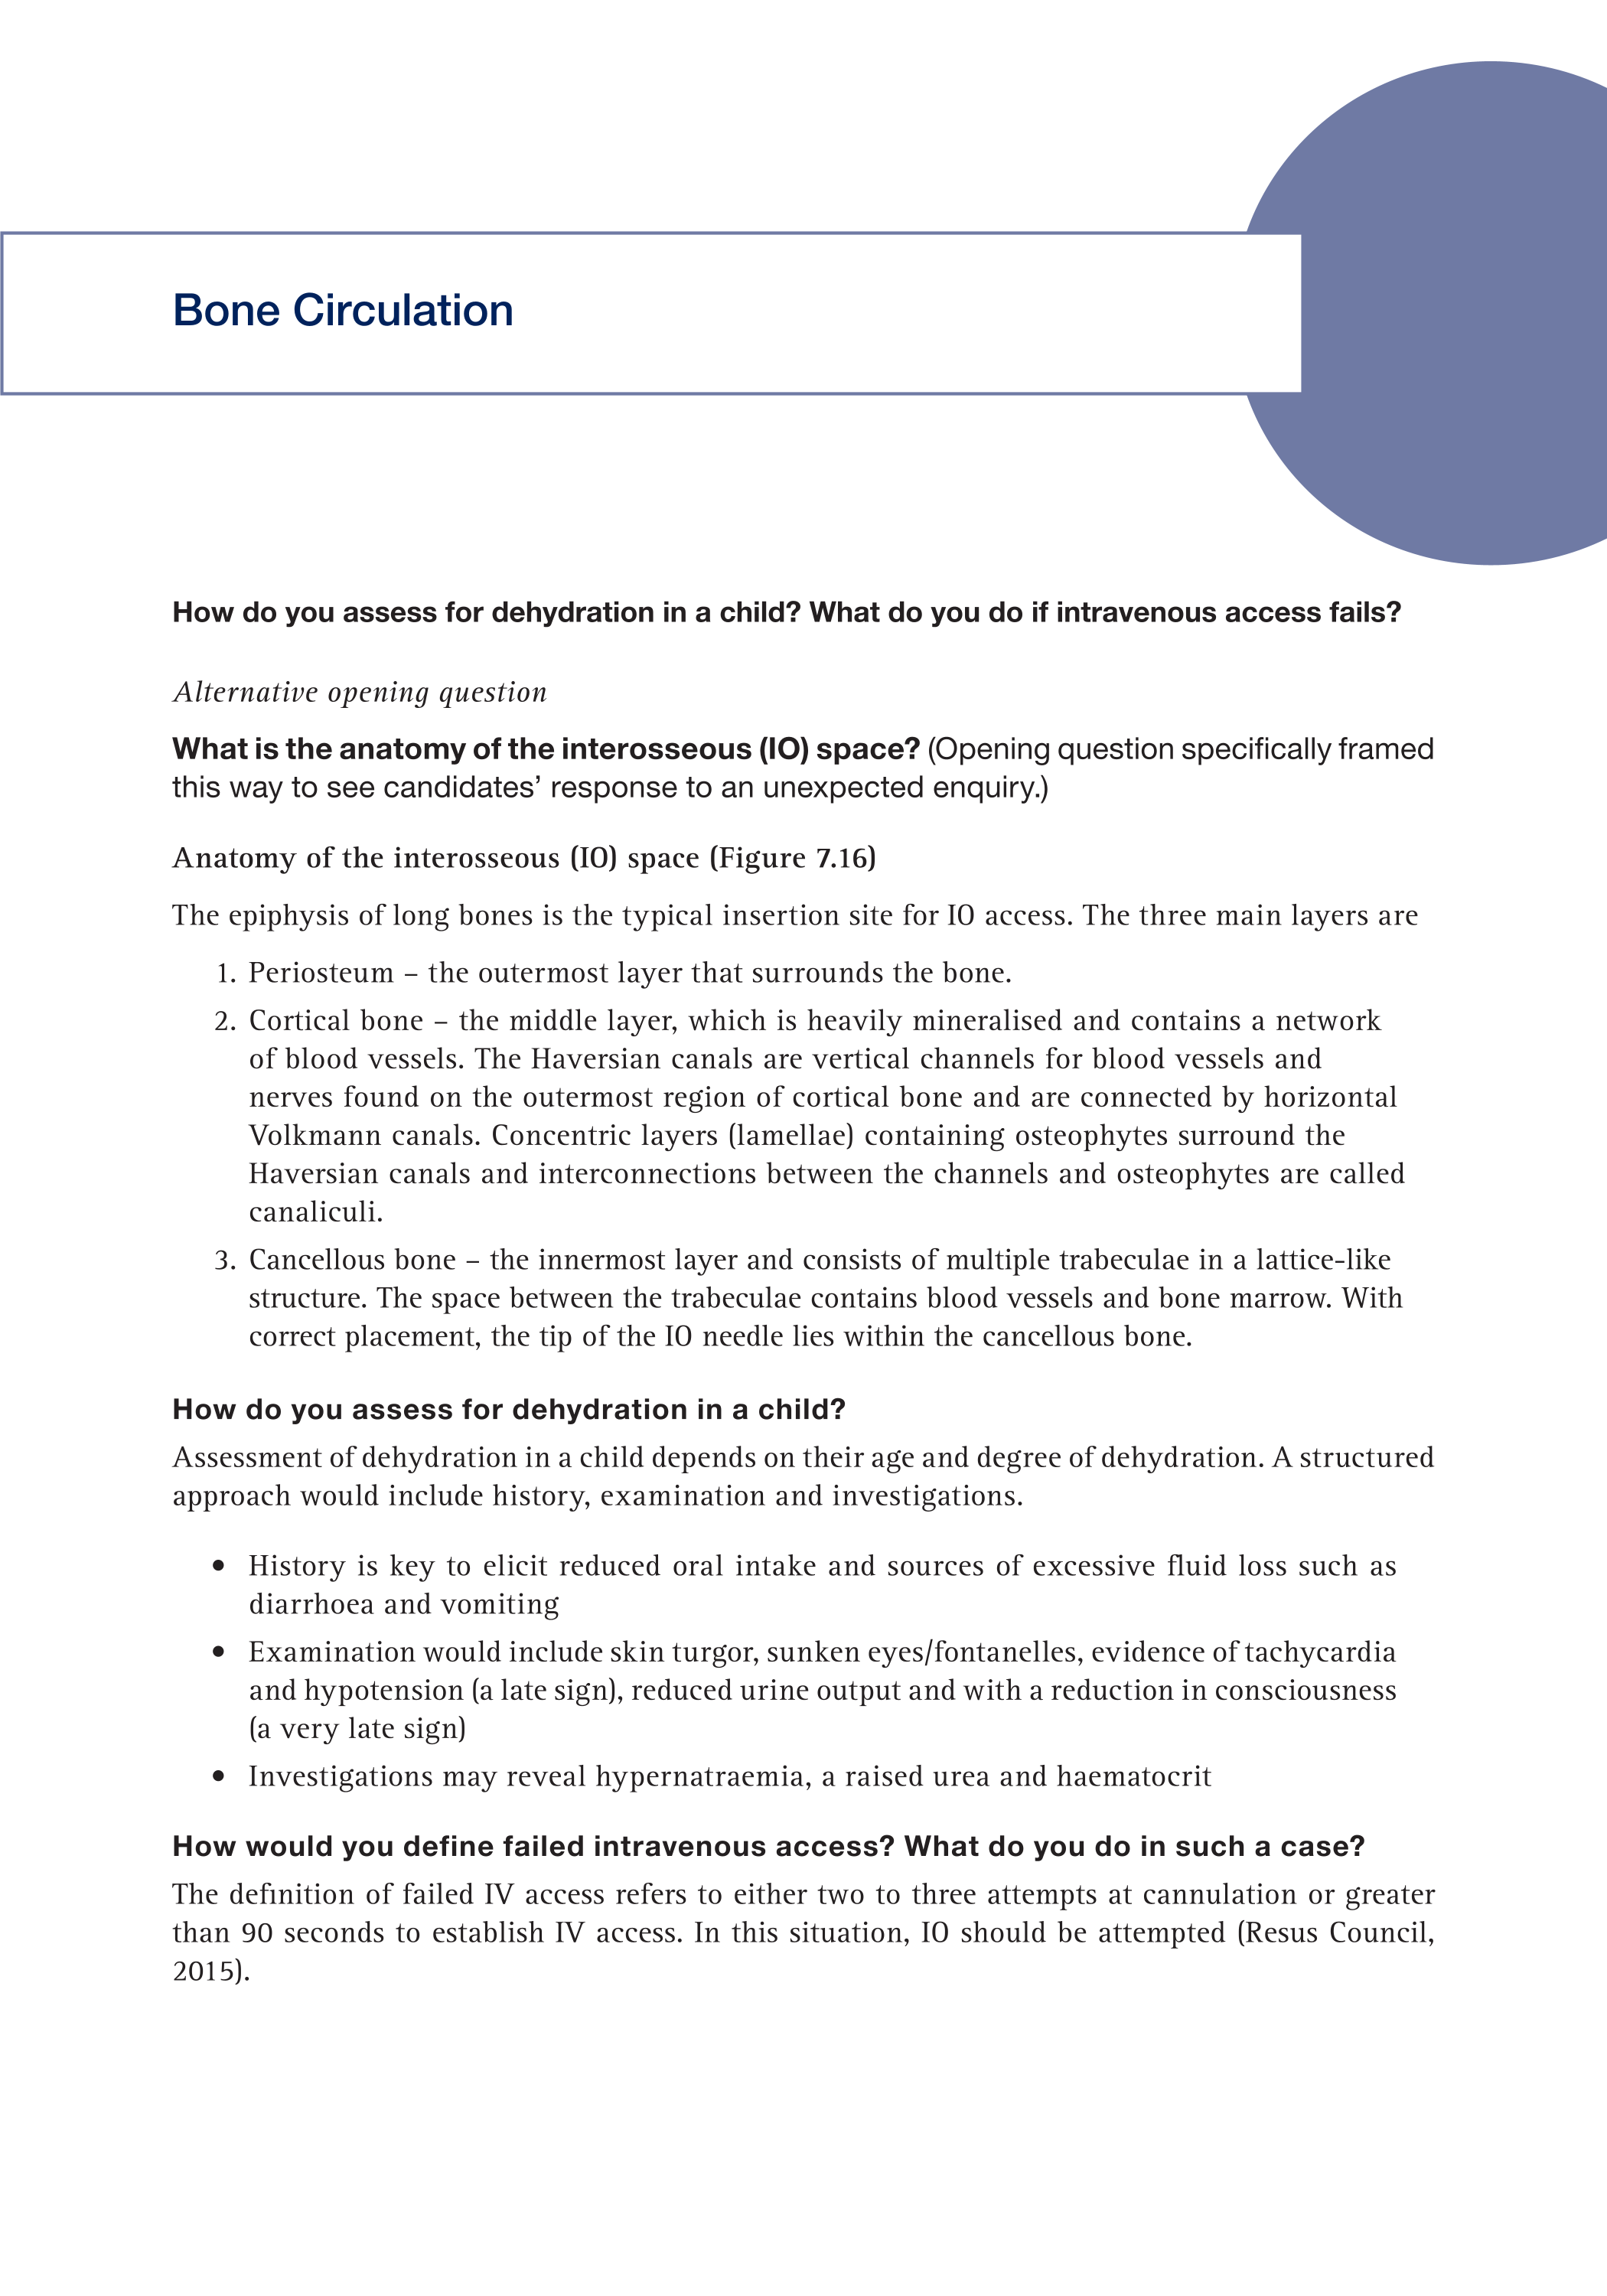 Bone Circulation
How do you assess for dehydration in a child? What do you do if intravenous access fails?
Alternative opening question
What is the anatomy of the interosseous (IO) space? (Opening question specifically framed
this way to see candidates’ response to an unexpected enquiry.)
Anatomy of the interosseous (IO) space (Figure 7.16)
The epiphysis of long bones is the typical insertion site for IO access. The three main layers are
1. Periosteum – the outermost layer that surrounds the bone.
2. Cortical bone – the middle layer, which is heavily mineralised and contains a network
of blood vessels. The Haversian canals are vertical channels for blood vessels and
nerves found on the outermost region of cortical bone and are connected by horizontal
Volkmann canals. Concentric layers (lamellae) containing osteophytes surround the
Haversian canals and interconnections between the channels and osteophytes are called
canaliculi.
3. Cancellous bone – the innermost layer and consists of multiple trabeculae in a lattice-like
structure. The space between the trabeculae contains blood vessels and bone marrow. With
correct placement, the tip of the IO needle lies within the cancellous bone.
How do you assess for dehydration in a child?
Assessment of dehydration in a child depends on their age and degree of dehydration. A structured
approach would include history, examination and investigations.
• History is key to elicit reduced oral intake and sources of excessive fluid loss such as
diarrhoea and vomiting
• Examination would include skin turgor, sunken eyes/fontanelles, evidence of tachycardia
and hypotension (a late sign), reduced urine output and with a reduction in consciousness
(a very late sign)
• Investigations may reveal hypernatraemia, a raised urea and haematocrit
How would you define failed intravenous access? What do you do in such a case?
The definition of failed IV access refers to either two to three attempts at cannulation or greater
than 90 seconds to establish IV access. In this situation, IO should be attempted (Resus Council,
2015).